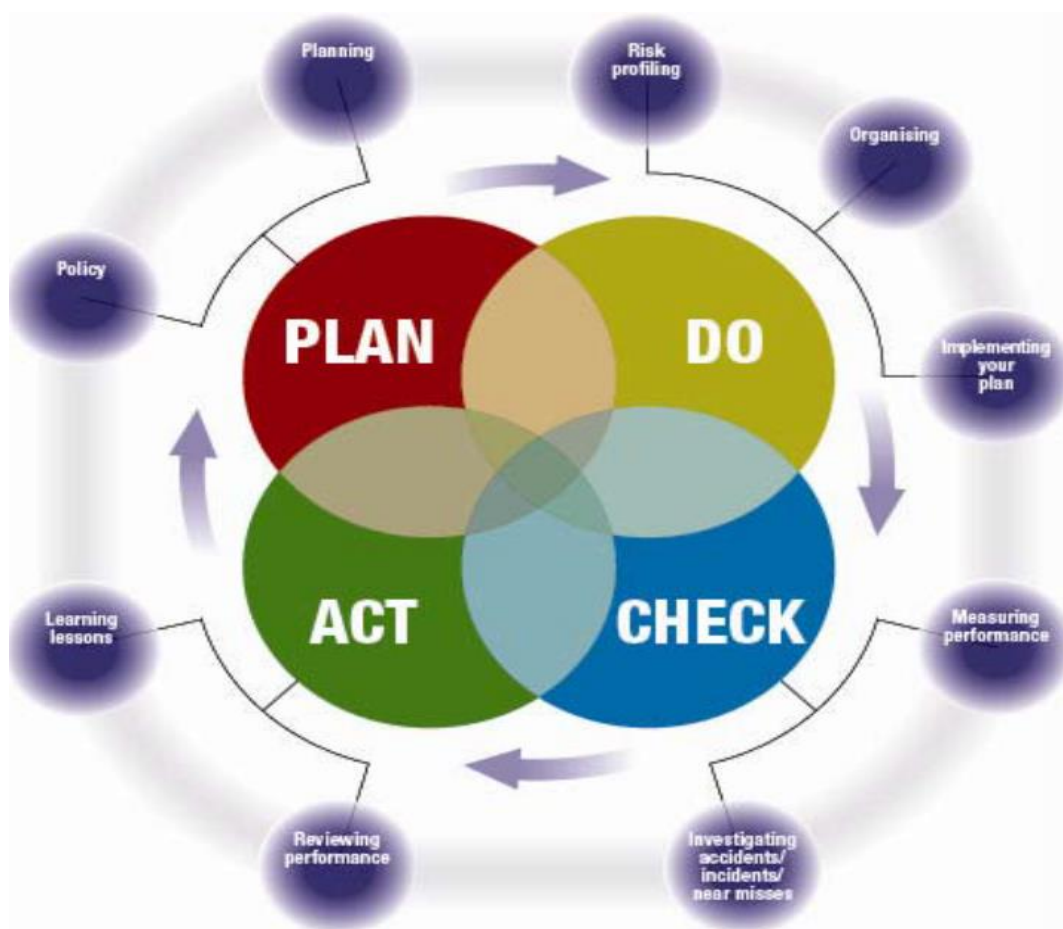 Planning
Risk
profiling
Organising
Policy
PLAN
DO
Implementing
your
plan
Learning
lessons
ACT
CHECK
Measuring
performance
Reviewing
performance
Investigating
accidents/
incidents/
near misses